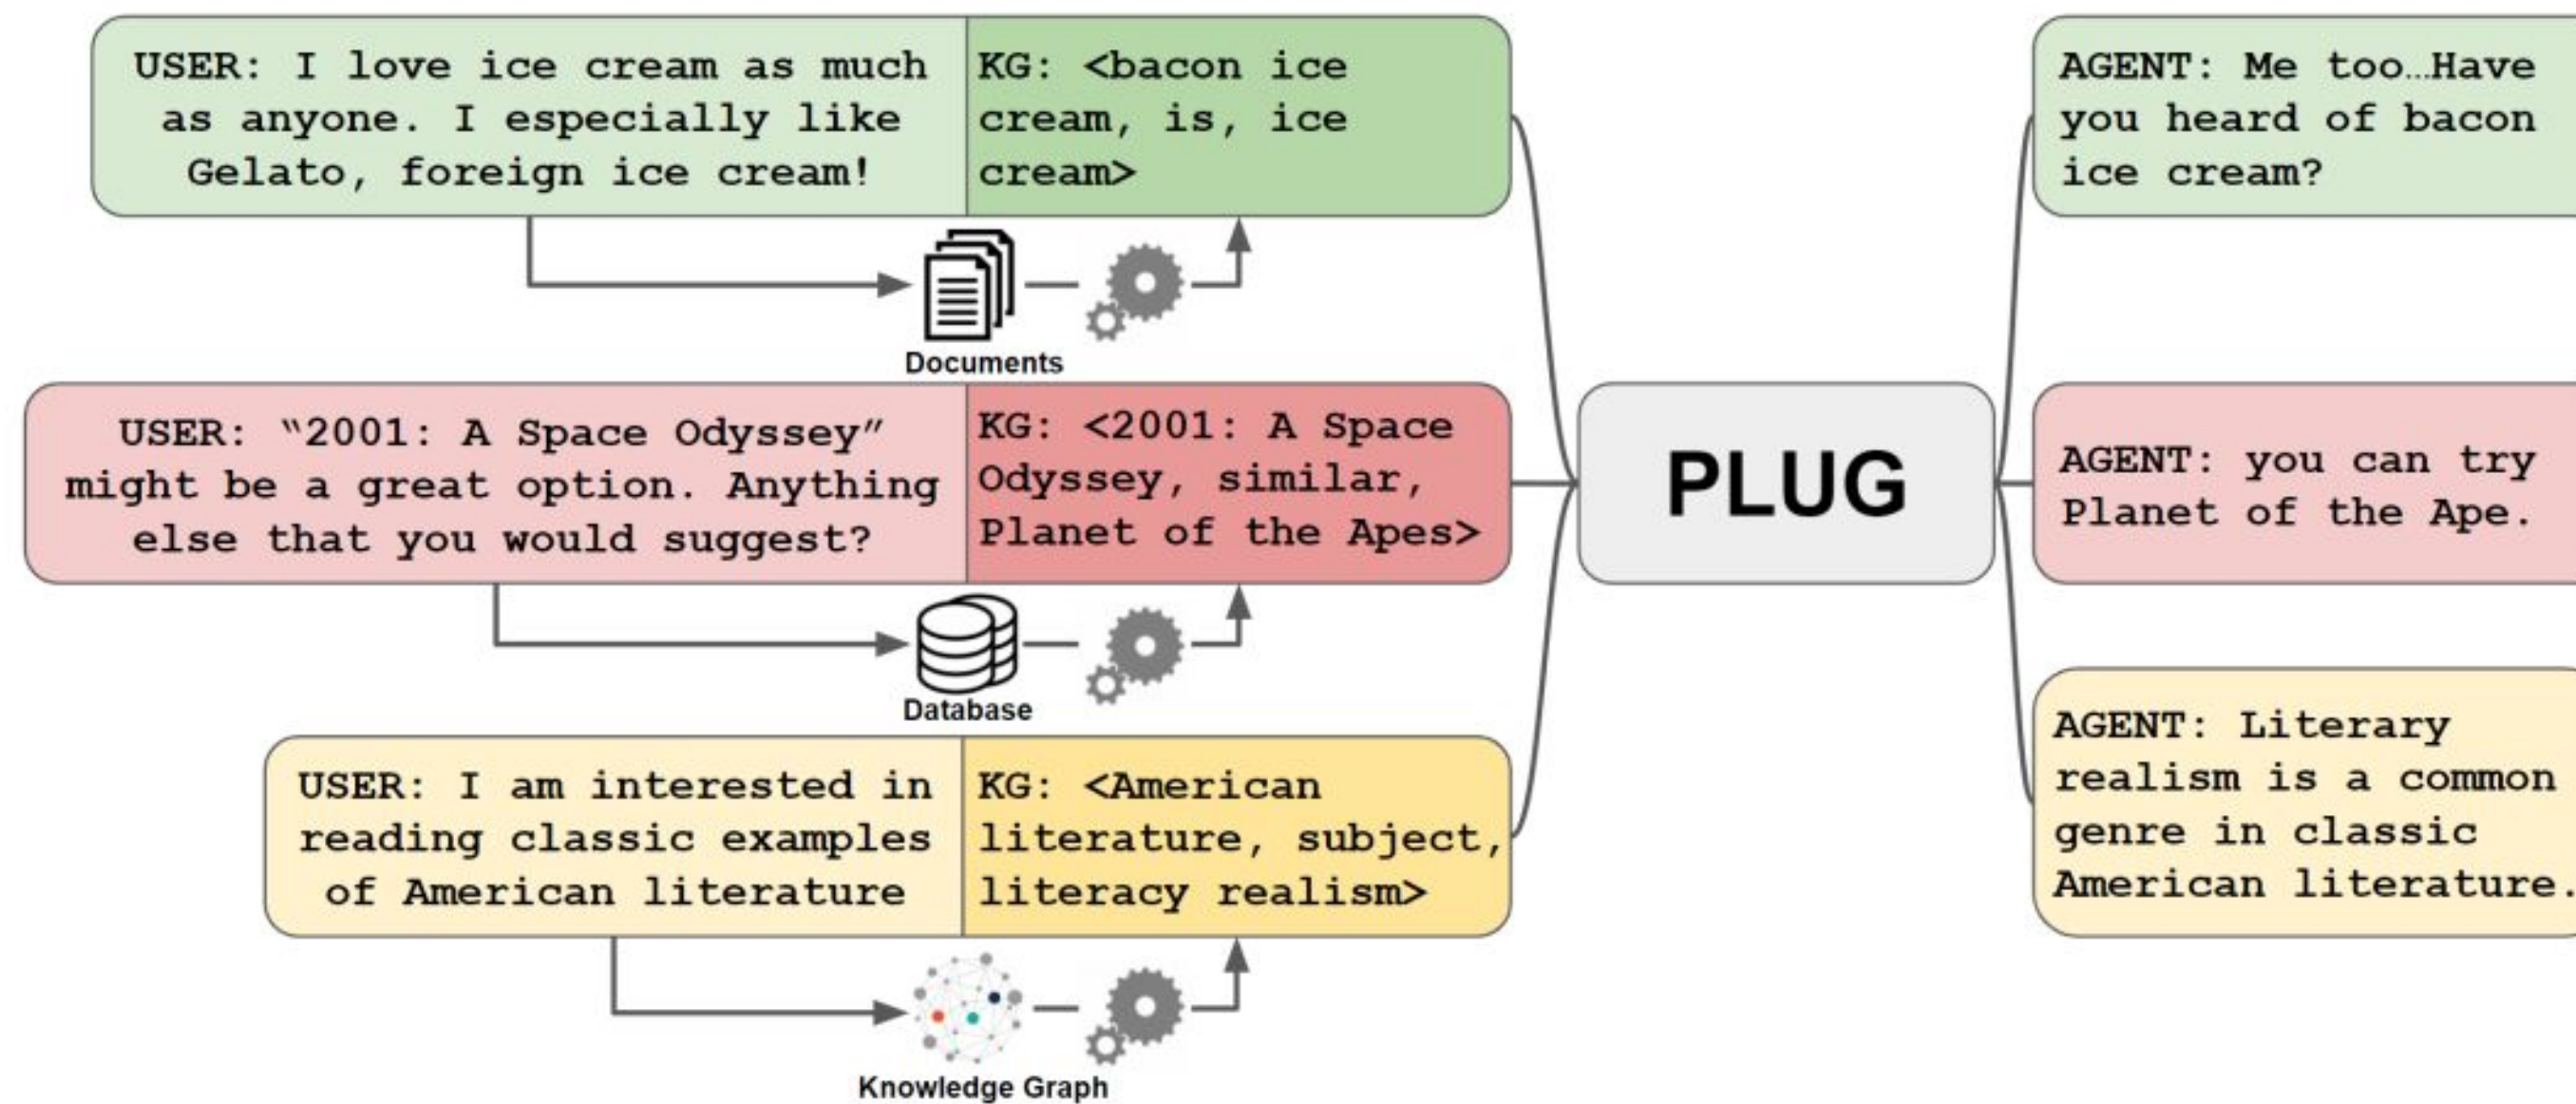 USER: I love ice cream as much
as anyone. I especially like
Gelato, foreign ice cream!
KG: <bacon ice
cream, is, ice
cream>
Documents
USER: “2001: A Space Odyssey”
might be a great option. Anything
else that you would suggest?
KG: <2001: A Space
Odyssey, similar,
Planet of the Apes>
Database
USER: I am interested in
reading classic examples
of American literature
KG: <American
literature, subject,
literacy realism>
Knowledge Graph
PLUG
AGENT: Me too…Have
you heard of bacon
ice cream?
AGENT: you can try
Planet of the Ape.
AGENT: Literary
realism is a common
genre in classic
American literature.